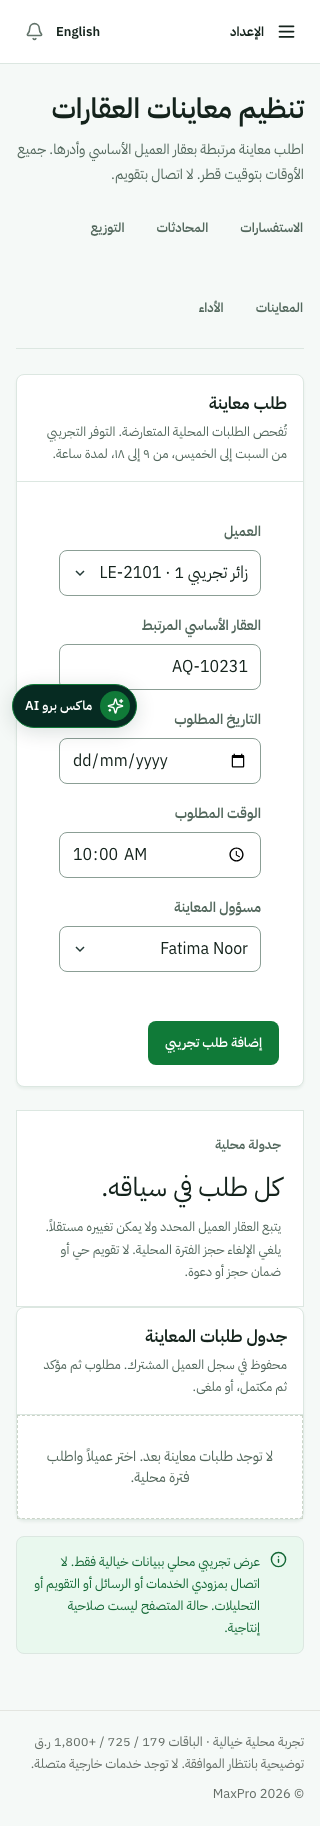 الإعداد
English
تنظيم معاينات العقارات
اطلب معاينة مرتبطة بعقار العميل الأساسي وأدرها. جميع
الأوقات بتوقيت قطر. لا اتصال بتقويم.
الاستفسارات المحادثات التوزيع
المعاينات الأداء
طلب معاينة
تُفحص الطلبات المحلية المتعارضة. التوفر التجريبي
من السبت إلى الخميس، من ٩ إلى ١٨، لمدة ساعة.
العميل
زائر تجريبي 1 · LE-2101
العقار الأساسي المرتبط
AQ-10231
ماكس برو AI
التاريخ المطلوب
dd/mm/yyyy
الوقت المطلوب
10:00 AM
مسؤول المعاينة
Fatima Noor
إضافة طلب تجريبي
جدولة محلية
كل طلب في سياقه.
يتبع العقار العميل المحدد ولا يمكن تغييره مستقلاً.
يلغي الإلغاء حجز الفترة المحلية. لا تقويم حي أو
ضمان حجز أو دعوة.
جدول طلبات المعاينة
محفوظ في سجل العميل المشترك. مطلوب ثم مؤكد
ثم مكتمل، أو ملغى.
لا توجد طلبات معاينة بعد. اختر عميلاً واطلب
فترة محلية.
عرض تجريبي محلي ببيانات خيالية فقط. لا
اتصال بمزودي الخدمات أو الرسائل أو التقويم أو
التحليلات. حالة المتصفح ليست صلاحية
إنتاجية.
تجربة محلية خيالية · الباقات 179 / 725 / +1,800 ر.ق
توضيحية بانتظار الموافقة. لا توجد خدمات خارجية متصلة.
© 2026 MaxPro